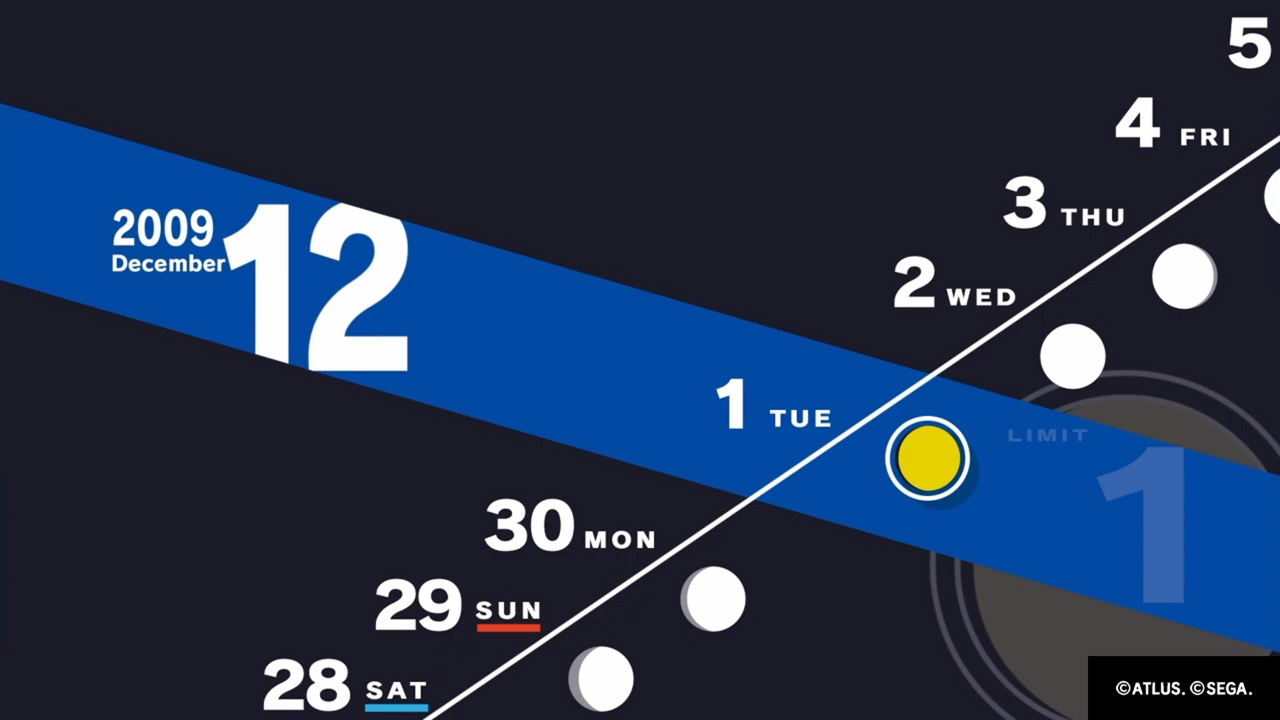 5
4 FRI
3 THU
2 WED
2009
December
12
1 TUE
LIMIT
1
30 MON
29 SUN
28 SAT
©ATLUS. ©SEGA.